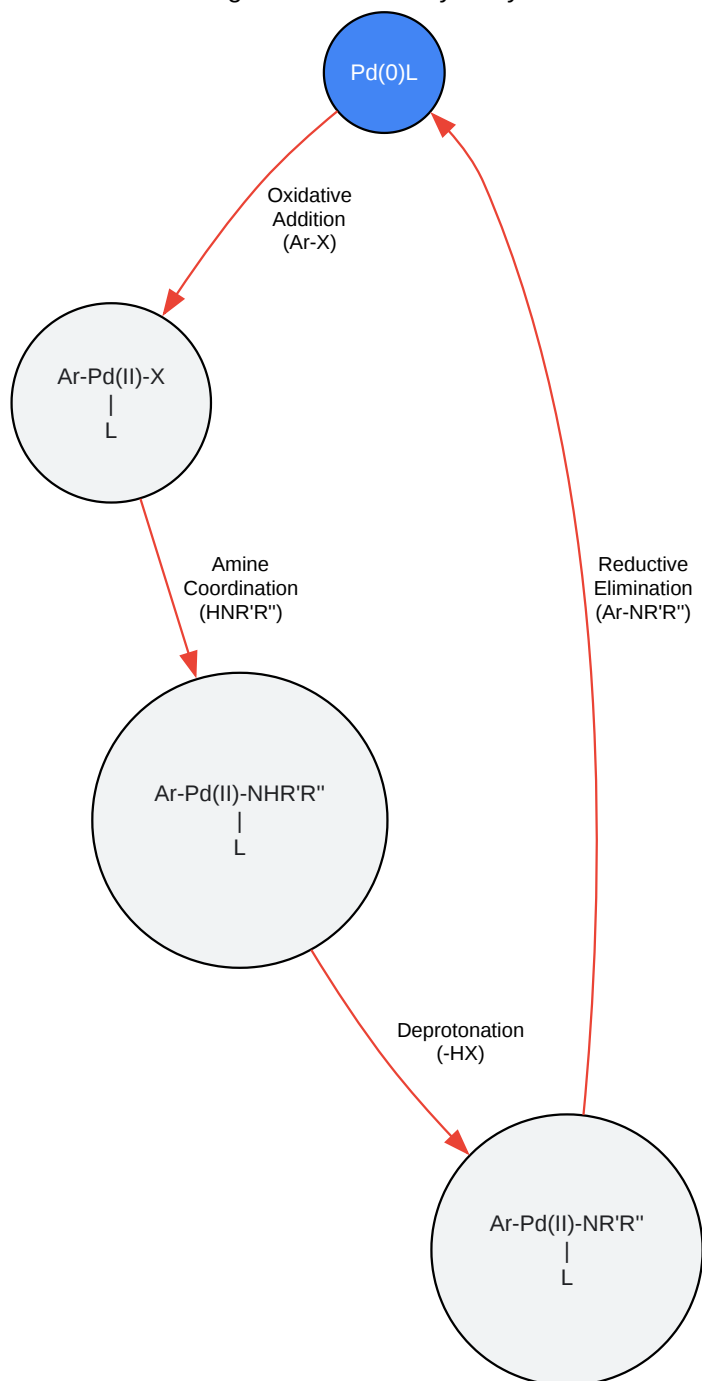 Pd(0)L
Oxidative
Addition
(Ar-X)
Ar-Pd(II)-X
|
L
Amine
Coordination
(HNR'R'')
Reductive
Elimination
(Ar-NR'R'')
Ar-Pd(II)-NHR'R''
|
L
Deprotonation
(-HX)
Ar-Pd(II)-NR'R''
|
L